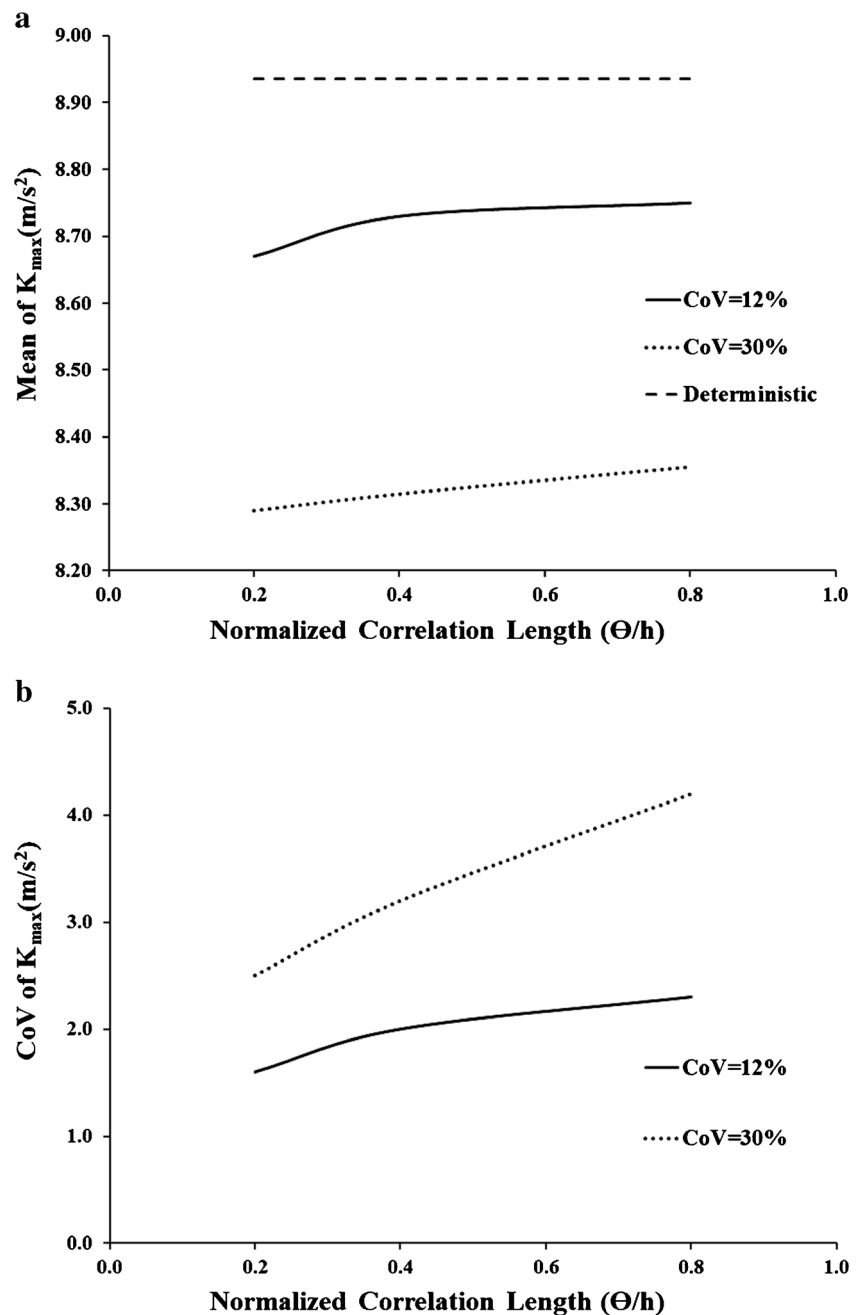 a
9.00
8.90
8.80
8.70
8.60
8.50
8.40
8.30
8.20
Mean of Kmax(m/s²)
CoV=12%
CoV=30%
Deterministic
0.0 0.2 0.4 0.6 0.8 1.0
Normalized Correlation Length (Ɵ/h)
b
5.0
4.0
3.0
2.0
1.0
0.0
CoV of Kmax(m/s²)
CoV=12%
CoV=30%
0.0 0.2 0.4 0.6 0.8 1.0
Normalized Correlation Length (Ɵ/h)